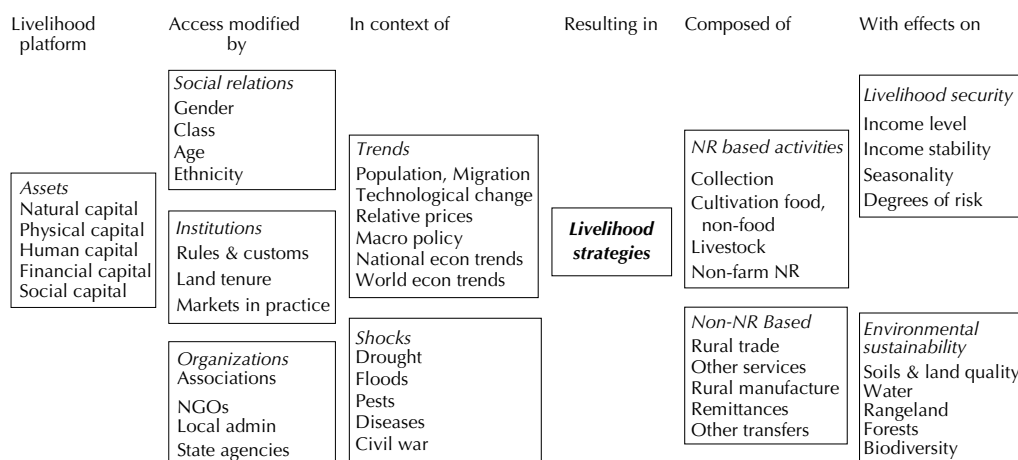 Livelihood
platform
Access modified
by
In context of
Resulting in
Composed of
With effects on
Assets
Natural capital
Physical capital
Human capital
Financial capital
Social capital
Social relations
Gender
Class
Age
Ethnicity
Institutions
Rules & customs
Land tenure
Markets in practice
Organizations
Associations
NGOs
Local admin
State agencies
Trends
Population, Migration
Technological change
Relative prices
Macro policy
National econ trends
World econ trends
Shocks
Drought
Floods
Pests
Diseases
Civil war
Livelihood
strategies
NR based activities
Collection
Cultivation food,
non-food
Livestock
Non-farm NR
Non-NR Based
Rural trade
Other services
Rural manufacture
Remittances
Other transfers
Livelihood security
Income level
Income stability
Seasonality
Degrees of risk
Environmental
sustainability
Soils & land quality
Water
Rangeland
Forests
Biodiversity